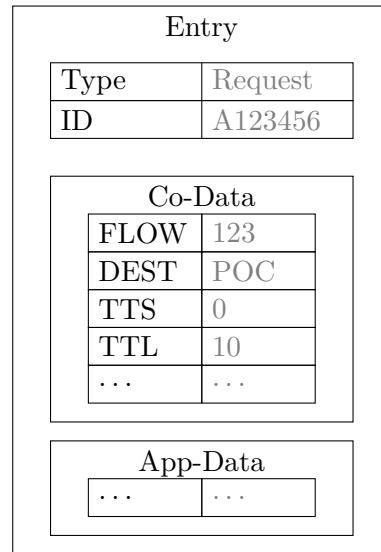 Entry
Type Request
ID A123456
Co-Data
FLOW 123
DEST POC
TTS 0
TTL 10
... ...
App-Data
... ...